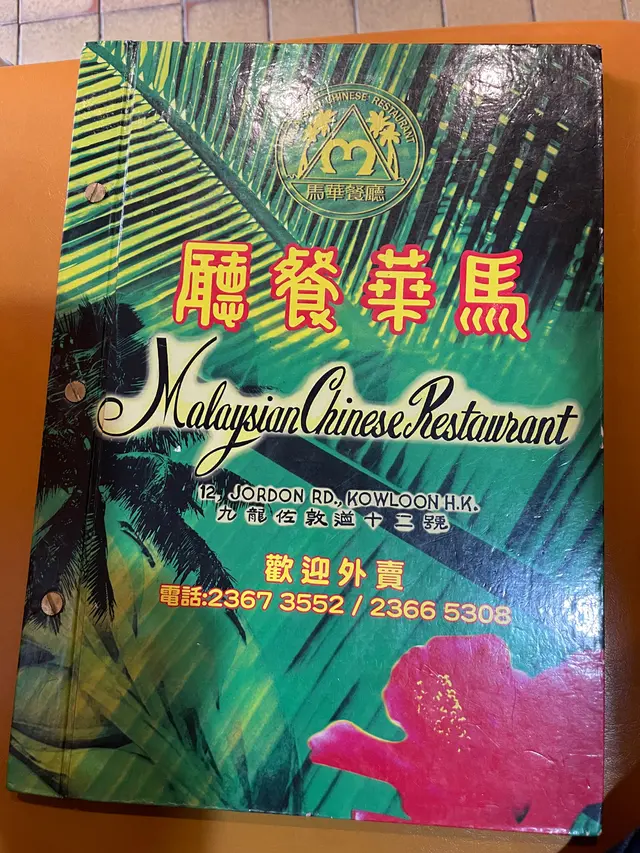 CHINESE RESTAURANT
馬華餐廳
馬華餐廳
Malaysian Chinese Restaurant
12, JORDON RD., KOWLOON H.K.
九龍佐敦道十二號
歡迎外賣
電話:2367 3552 / 2366 5308